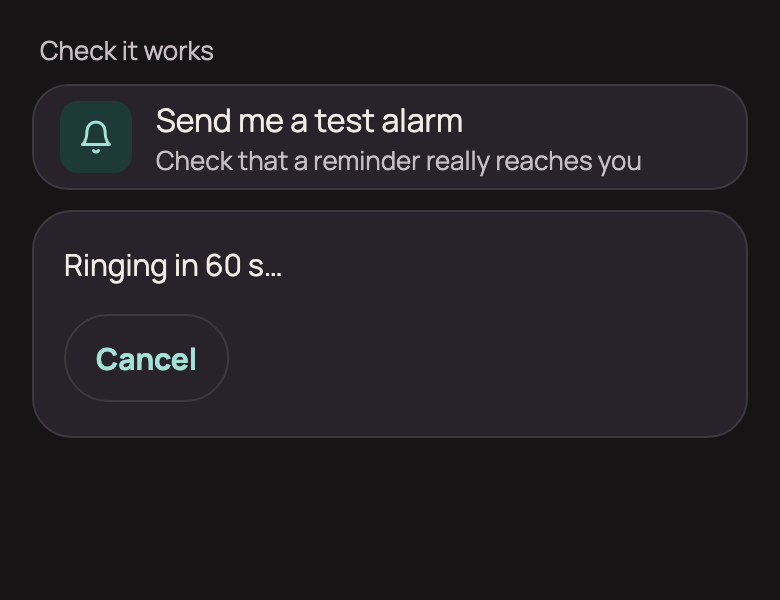 Check it works
Send me a test alarm
Check that a reminder really reaches you
Ringing in 60 s…
Cancel